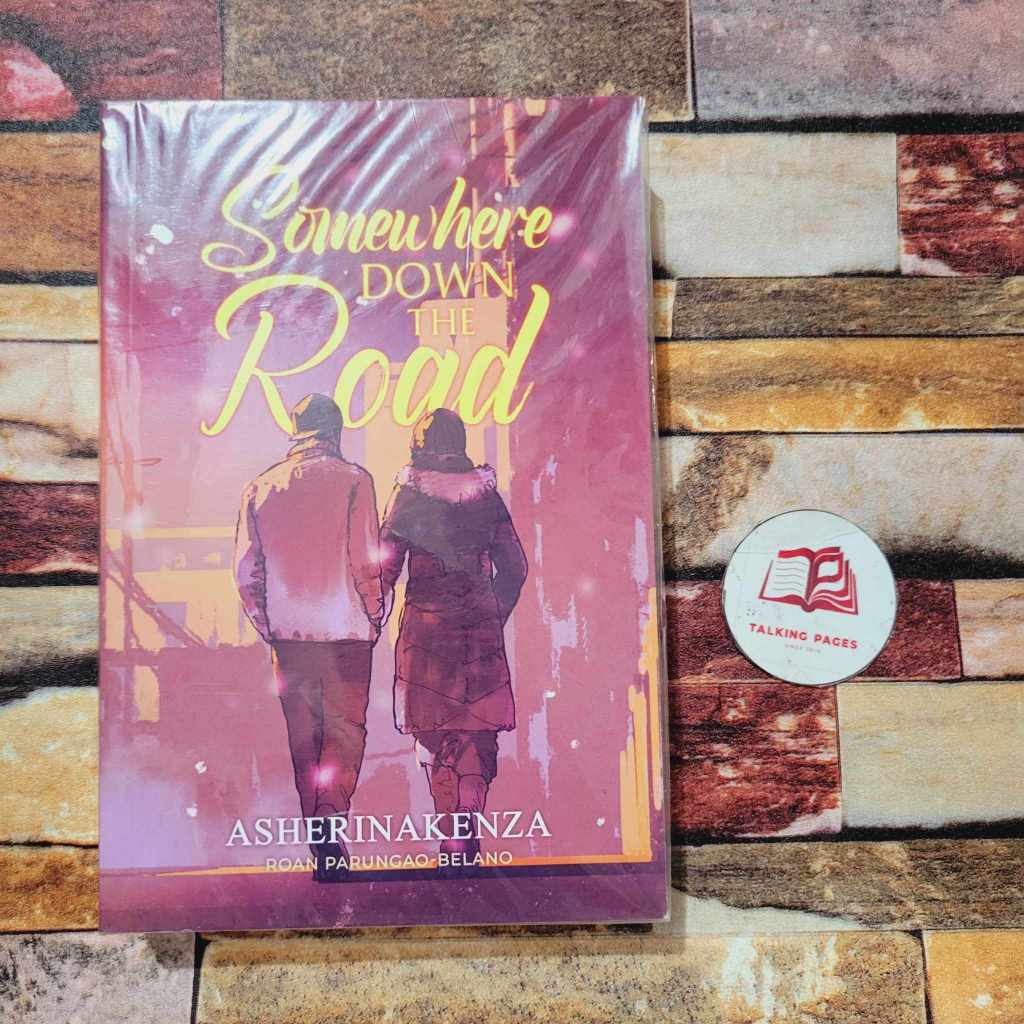 Somewhere
DOWN
THE
Road
ASHERINAKENZA
ROAN PARUNGAO-BELANO
TALKING PAGES